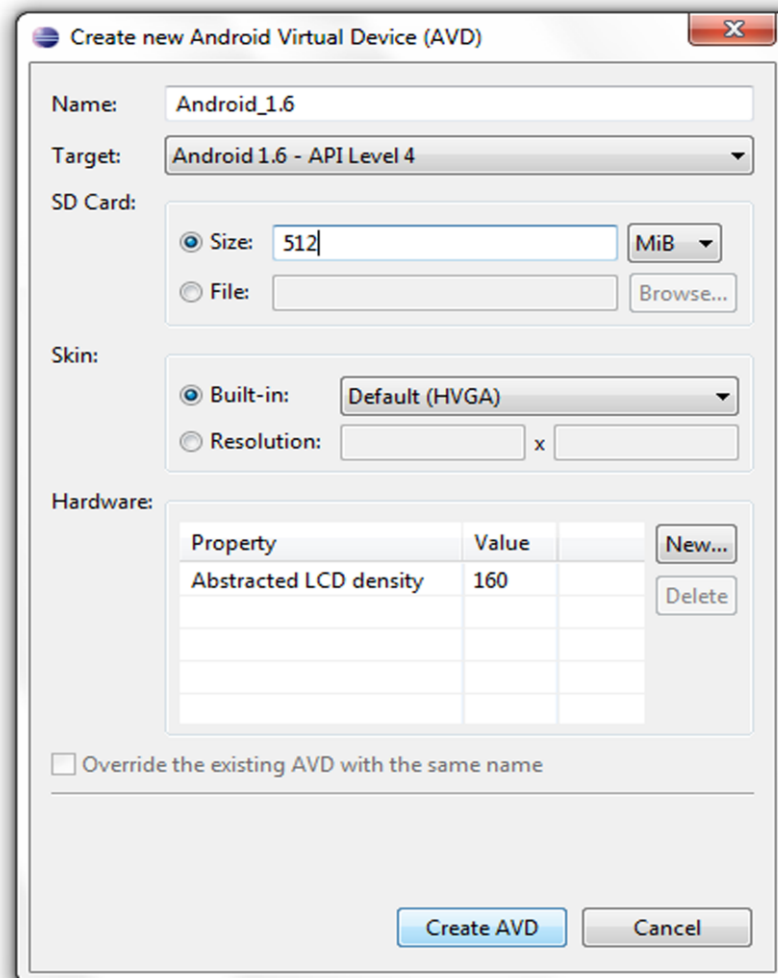 Create new Android Virtual Device (AVD)
Name: Android_1.6
Target: Android 1.6 - API Level 4
SD Card:
Size: 512 MiB
File: Browse...
Skin:
Built-in: Default (HVGA)
Resolution: x
Hardware:
Property Value New...
Abstracted LCD density 160
Delete
Override the existing AVD with the same name
Create AVD Cancel